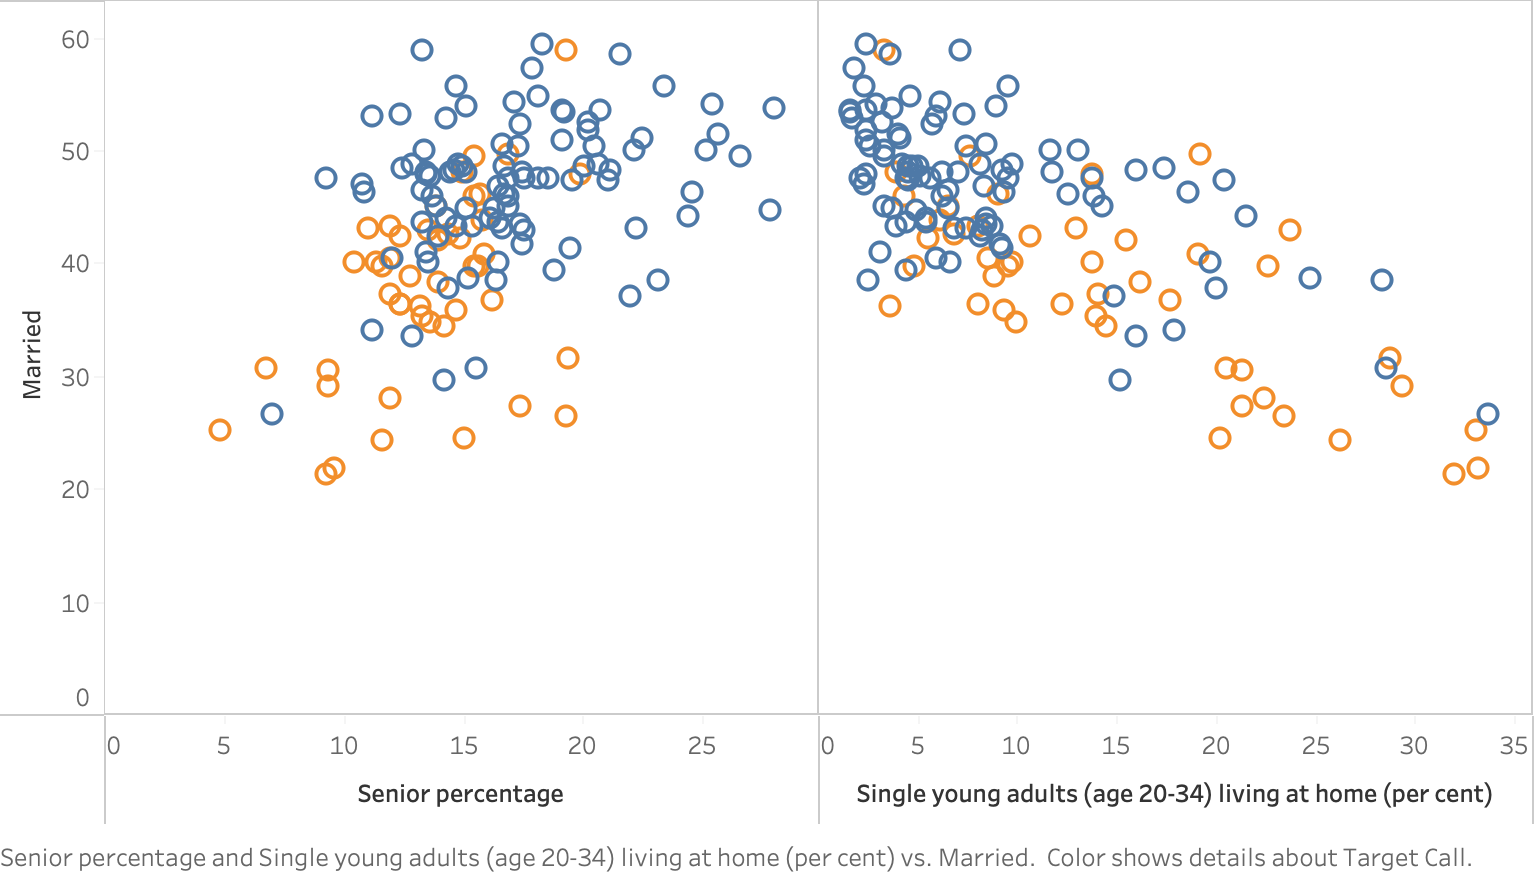 60
50
40
30
20
10
0
Married
0 5 10 15 20 25
0 5 10 15 20 25 30 35
Senior percentage
Single young adults (age 20-34) living at home (per cent)
Senior percentage and Single young adults (age 20-34) living at home (per cent) vs. Married.  Color shows details about Target Call.